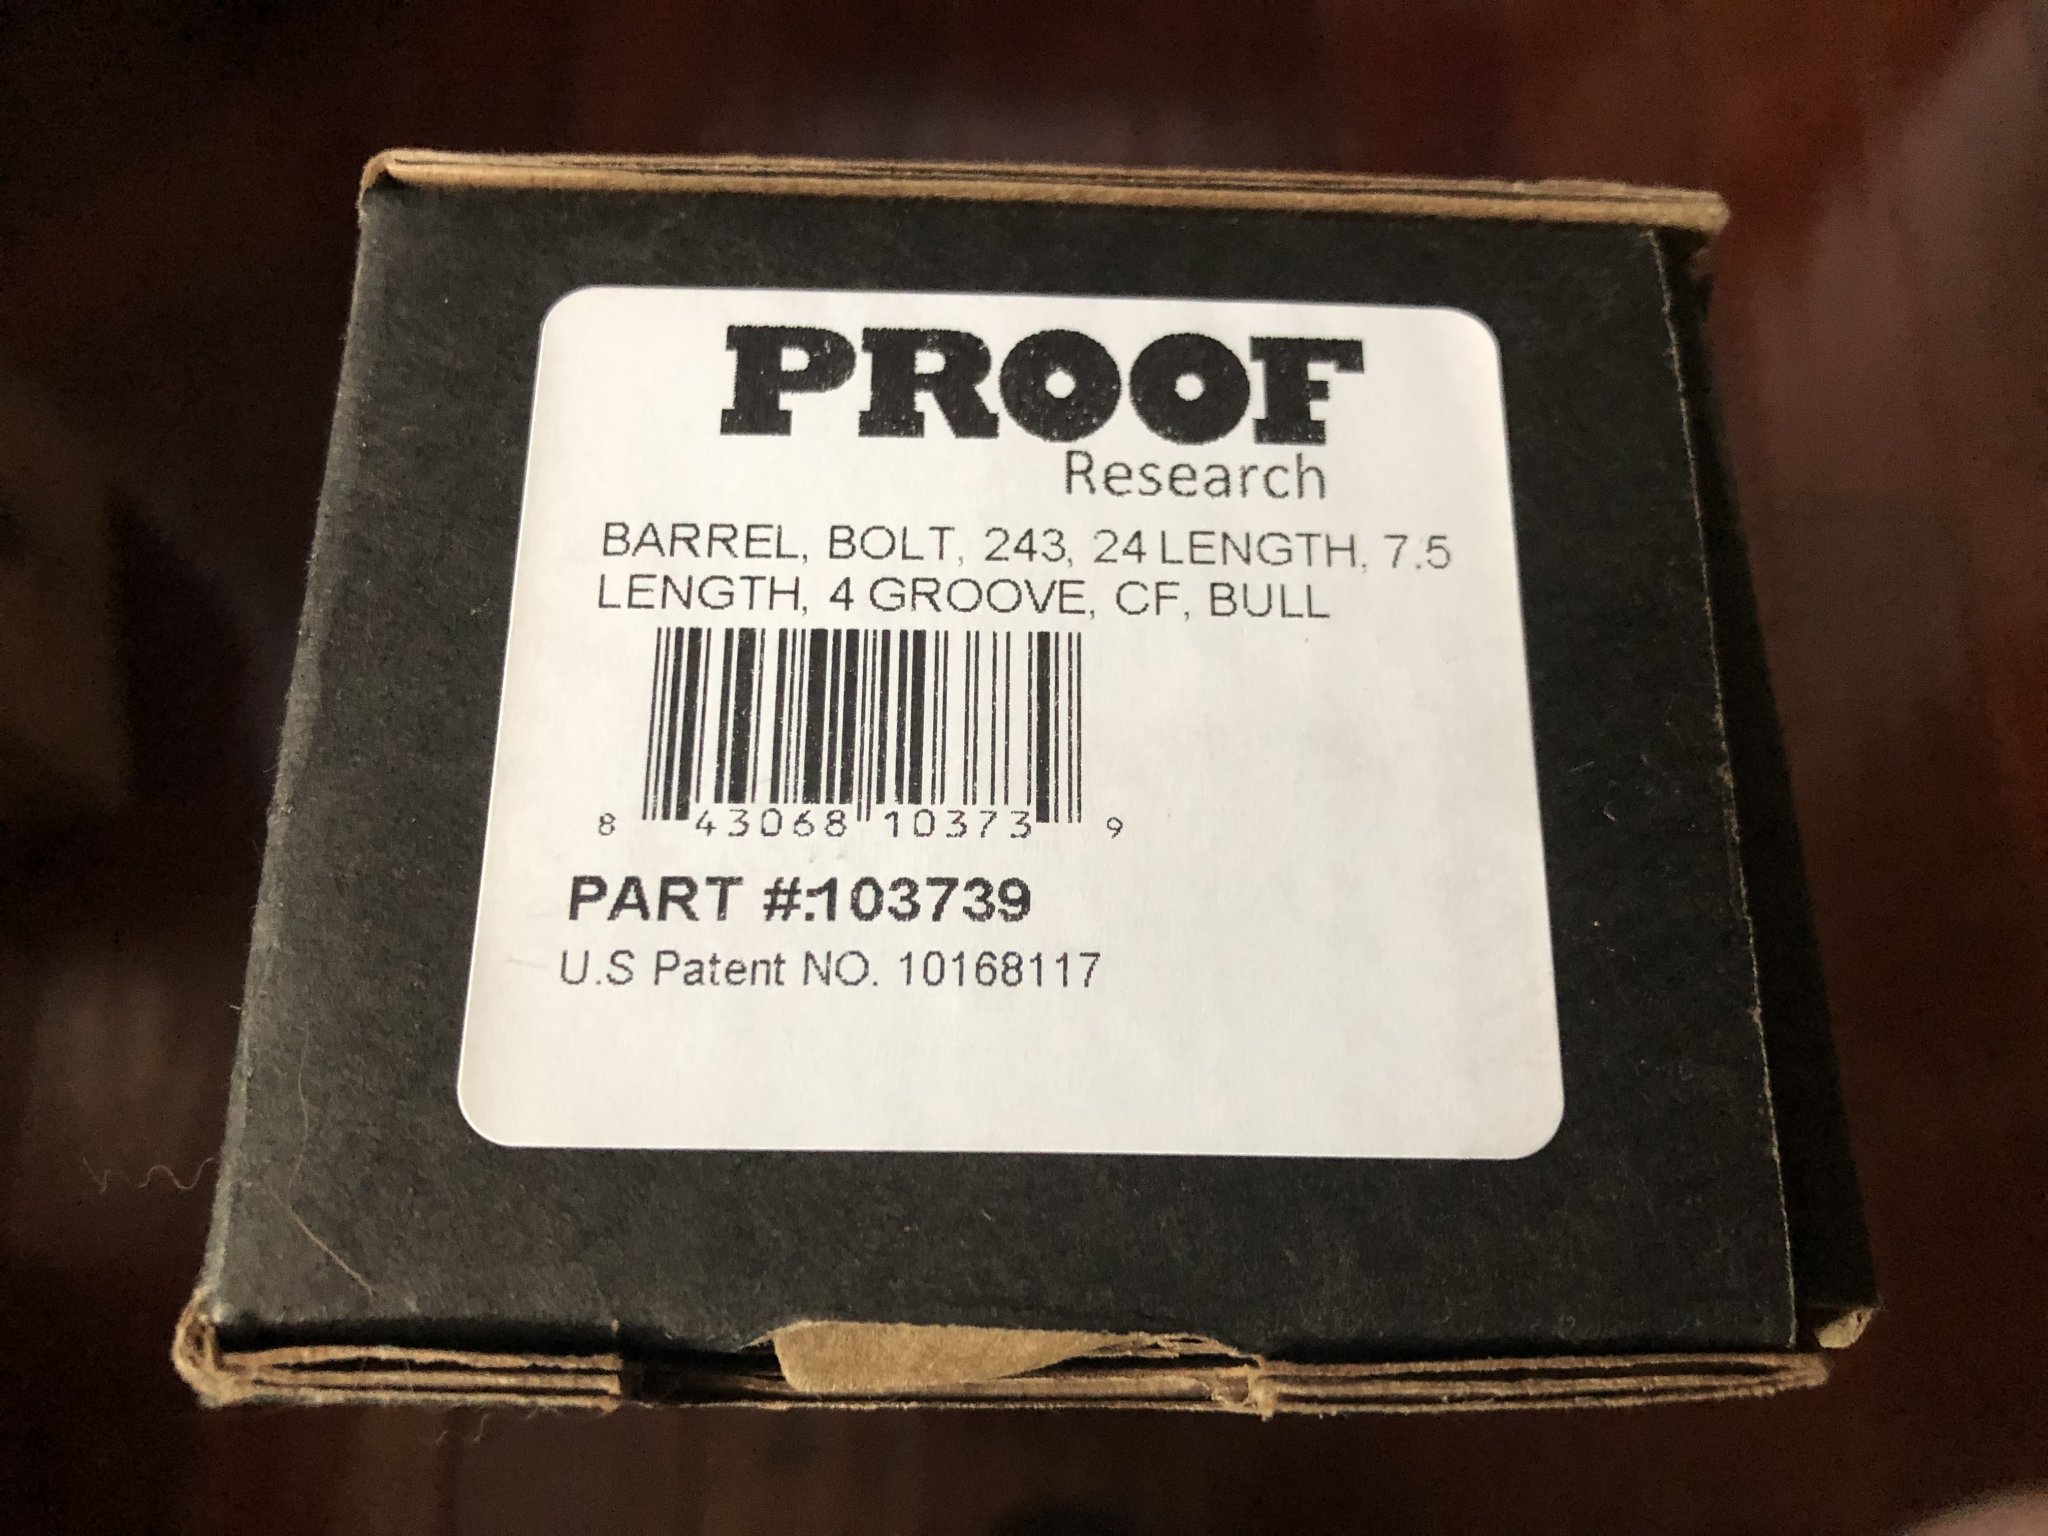 PROOF
Research
BARREL, BOLT, 243, 24 LENGTH, 7.5
LENGTH, 4 GROOVE, CF, BULL
8 43068 10373 9
PART #:103739
U.S Patent NO. 10168117